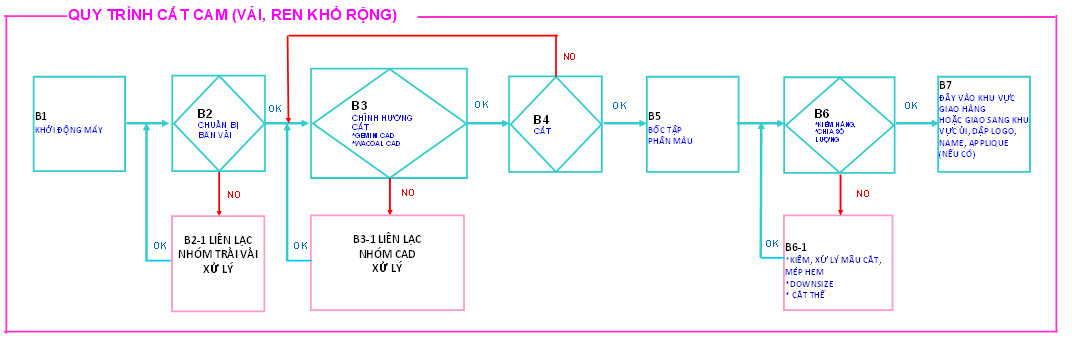 QUY TRÌNH CẮT CAM (VẢI, REN KHỔ RỘNG)
B1
KHỞI ĐỘNG MÁY
B2
CHUẨN BỊ
BÀN VẢI
OK
NO
B2-1 LIÊN LẠC
NHÓM TRẢI VẢI
XỬ LÝ
OK
B3
CHỈNH HƯỚNG
CẮT
*GEMINI CAD
*WACOAL CAD
OK
NO
B3-1 LIÊN LẠC
NHÓM CAD
XỬ LÝ
OK
B4
CẮT
NO
OK
B5
BỐC TẬP
PHẦN MẪU
B6
*KIỂM HÀNG,
*CHIA SỐ
LƯỢNG
OK
NO
B6-1
*KIỂM, XỬ LÝ MẪU CẮT,
MÉP HEM
*DOWNSIZE
* CẮT THẾ
OK
B7
ĐẨY VÀO KHU VỰC
GIAO HÀNG
HOẶC GIAO SANG KHU
VỰC ỦI, DẬP LOGO,
NAME, APPLIQUE
(NẾU CÓ)